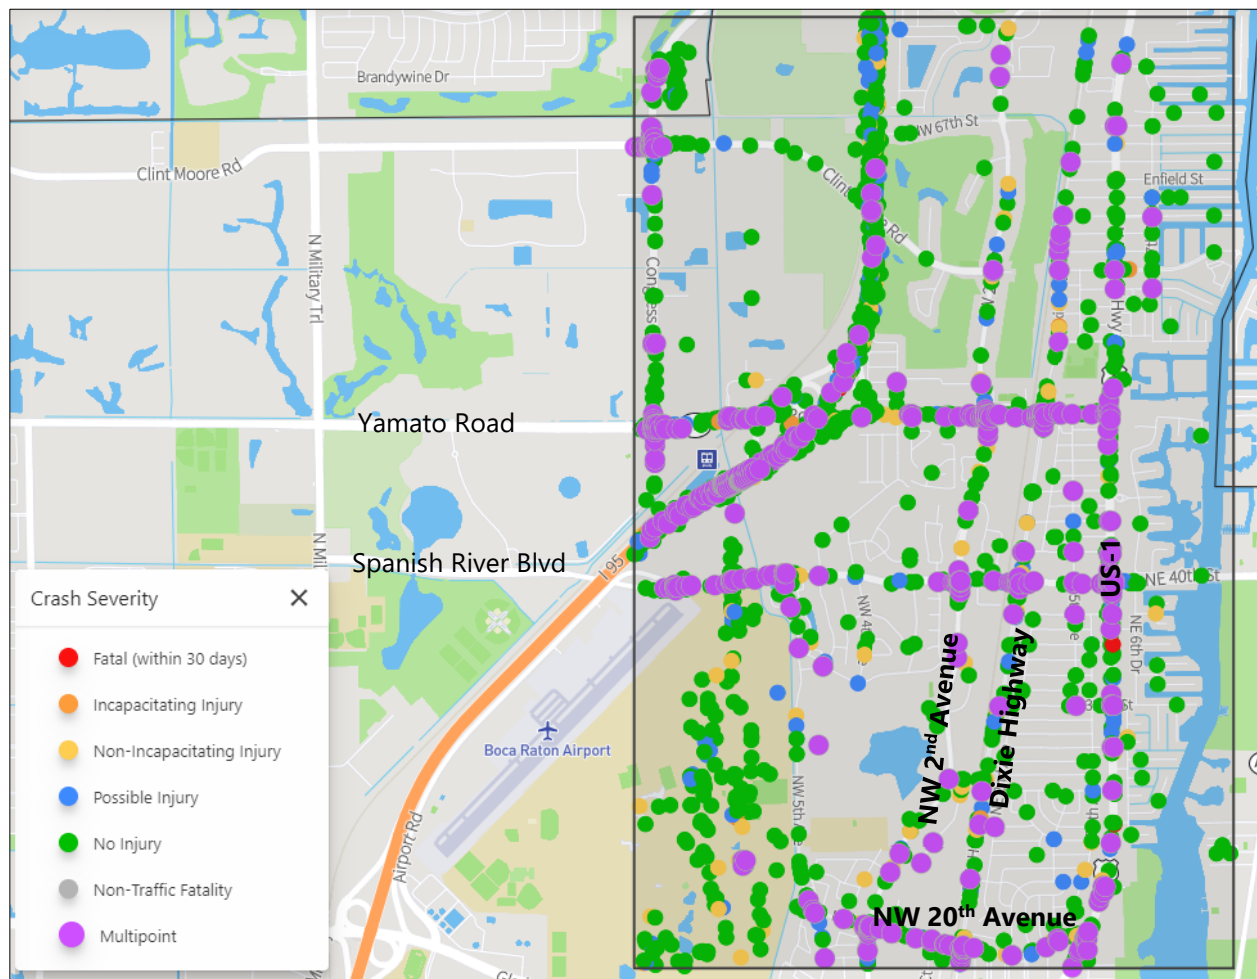 Brandywine Dr
NW 67th St
Clint Moore Rd
Enfield St
N Military Trl
Congress
Hwy
Yamato Road
Spanish River Blvd
I 95
US-1
NE 40th St
NW 4th
NE 6th Dr
Crash Severity
Fatal (within 30 days)
Incapacitating Injury
Non-Incapacitating Injury
Possible Injury
No Injury
Non-Traffic Fatality
Multipoint
Boca Raton Airport
NW 2nd Avenue
Dixie Highway
NW 5th
Airport Rd
NW 20th Avenue